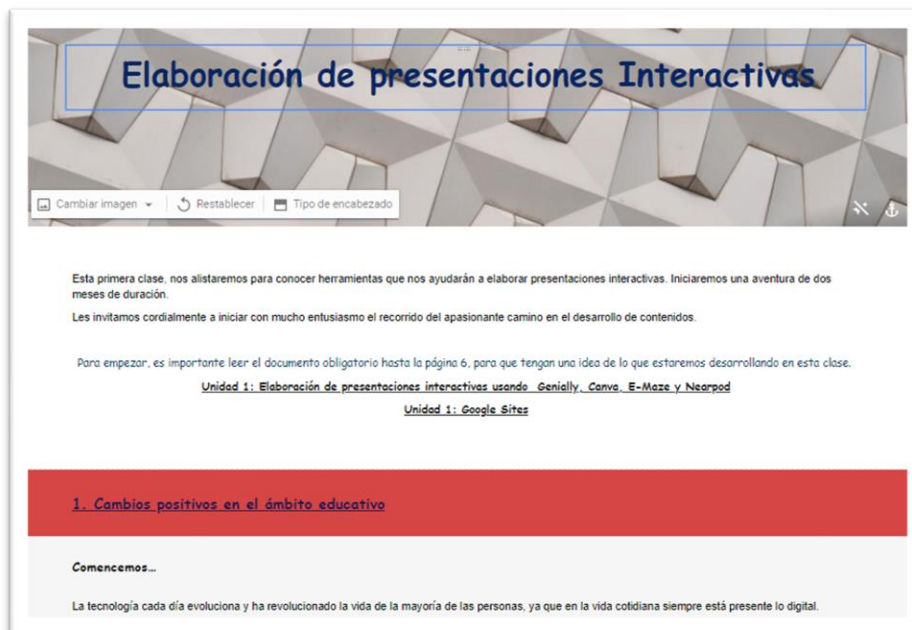 Elaboración de presentaciones Interactivas
Cambiar imagen
Restablecer
Tipo de encabezado
Esta primera clase, nos alistaremos para conocer herramientas que nos ayudarán a elaborar presentaciones interactivas. Iniciaremos una aventura de dos
meses de duración.
Les invitamos cordialmente a iniciar con mucho entusiasmo el recorrido del apasionante camino en el desarrollo de contenidos.
Para empezar, es importante leer el documento obligatorio hasta la página 6, para que tengan una idea de lo que estaremos desarrollando en esta clase.
Unidad 1: Elaboración de presentaciones interactivas usando Genially, Canva, E-Maze y Nearpod
Unidad 1: Google Sites
1. Cambios positivos en el ámbito educativo
Comencemos…
La tecnología cada día evoluciona y ha revolucionado la vida de la mayoría de las personas, ya que en la vida cotidiana siempre está presente lo digital.